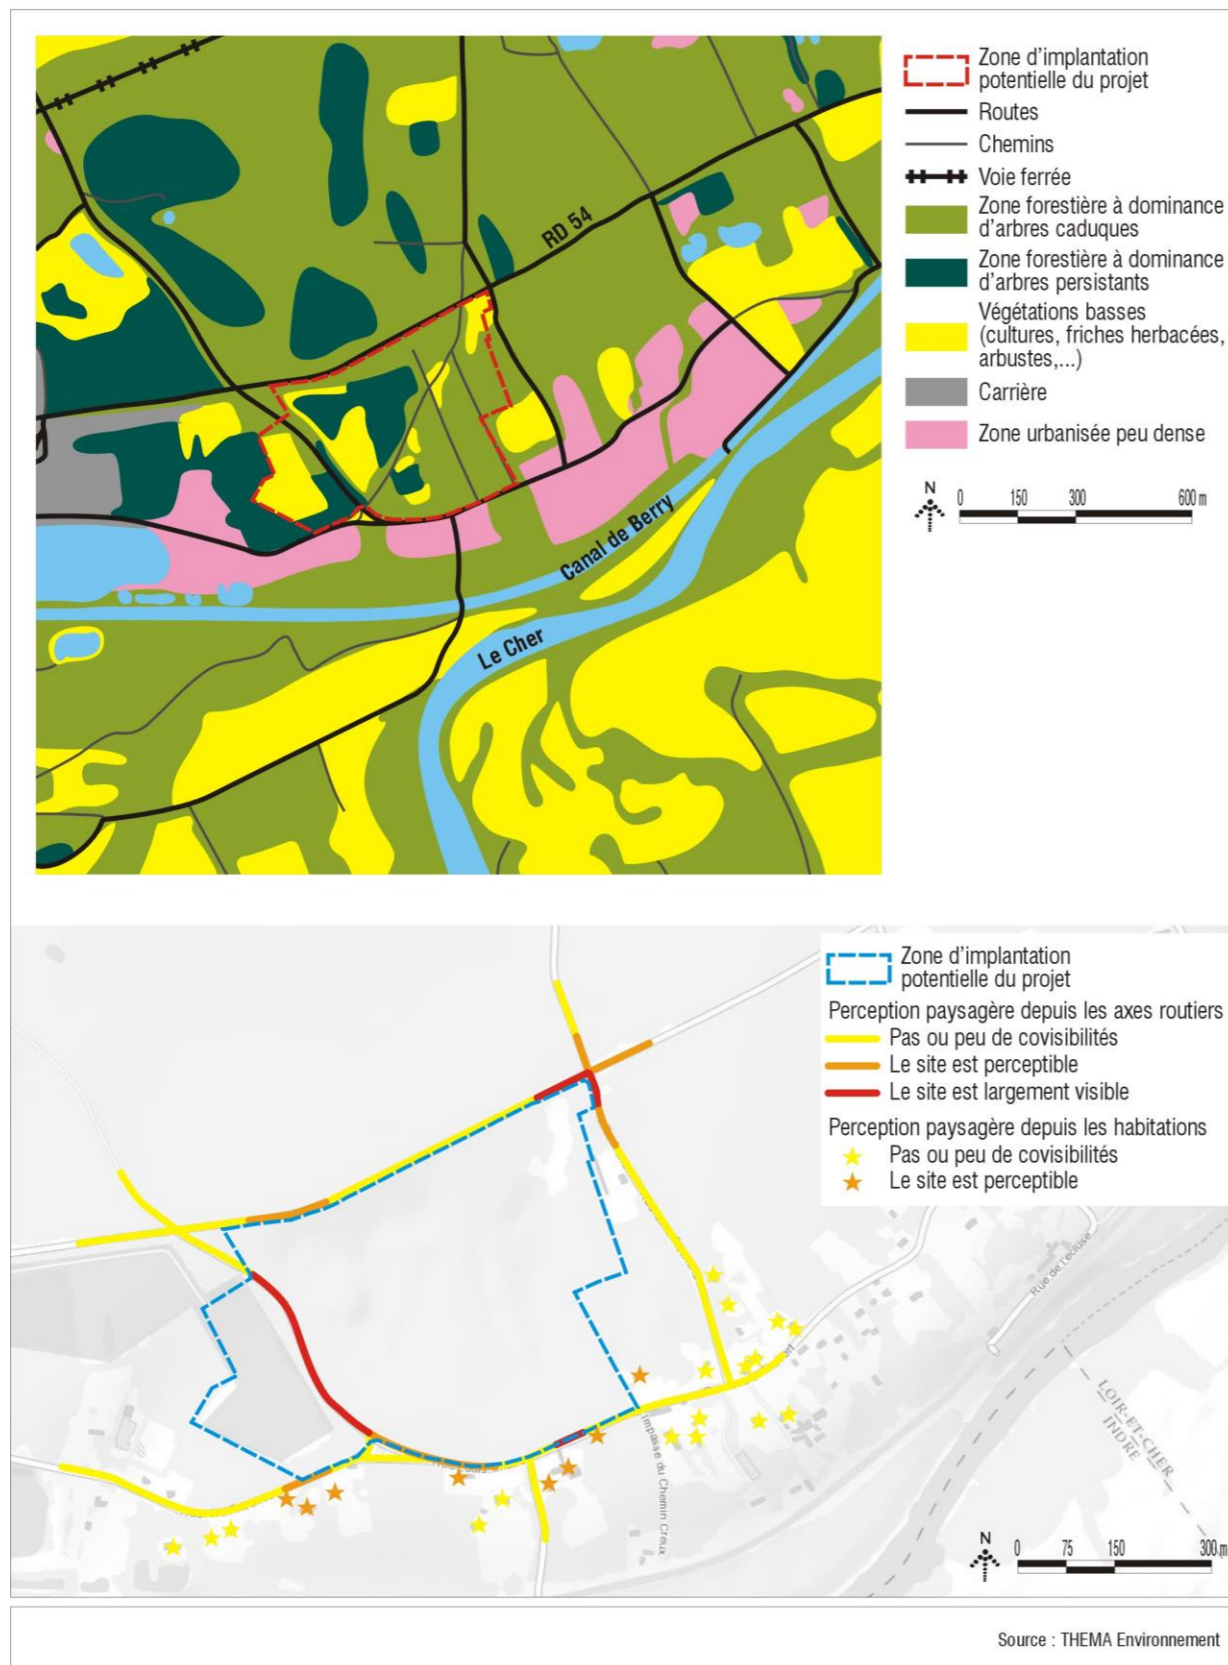 Zone d'implantation
potentielle du projet
Routes
Chemins
Voie ferrée
Zone forestière à dominance
d'arbres caduques
Zone forestière à dominance
d'arbres persistants
Végétations basses
(cultures, friches herbacées,
arbustes,...)
Carrière
Zone urbanisée peu dense
N
0 150 300 600 m
RD 54
Canal de Berry
Le Cher
Zone d'implantation
potentielle du projet
Perception paysagère depuis les axes routiers
Pas ou peu de covisibilités
Le site est perceptible
Le site est largement visible
Perception paysagère depuis les habitations
Pas ou peu de covisibilités
Le site est perceptible
Rue de l'écluse
LOIR-ET-CHER
INDRE
Impasse du Chemin Creux
N
0 75 150 300 m
Source : THEMA Environnement